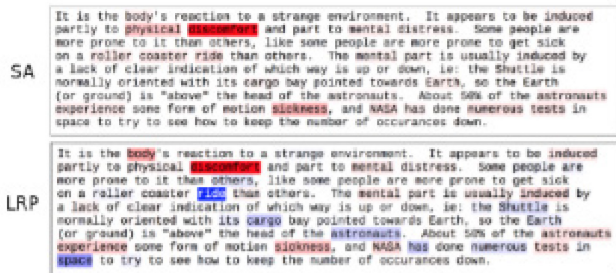 SA
It is the body's reaction to a strange environment.  It appears to be induced
partly to physical discomfort and part to mental distress.  Some people are
more prone to it than others, like some people are more prone to get sick
on a roller coaster ride than others.  The mental part is usually induced by
a lack of clear indication of which way is up or down, ie: the Shuttle is
normally oriented with its cargo bay pointed towards Earth, so the Earth
(or ground) is "above" the head of the astronauts.  About 50% of the astronauts
experience some form of motion sickness, and NASA has done numerous tests in
space to try to see how to keep the number of occurances down.
LRP
It is the body's reaction to a strange environment.  It appears to be induced
partly to physical discomfort and part to mental distress.  Some people are
more prone to it than others, like some people are more prone to get sick
on a roller coaster ride than others.  The mental part is usually induced by
a lack of clear indication of which way is up or down, ie: the Shuttle is
normally oriented with its cargo bay pointed towards Earth, so the Earth
(or ground) is "above" the head of the astronauts.  About 50% of the astronauts
experience some form of motion sickness, and NASA has done numerous tests in
space to try to see how to keep the number of occurances down.